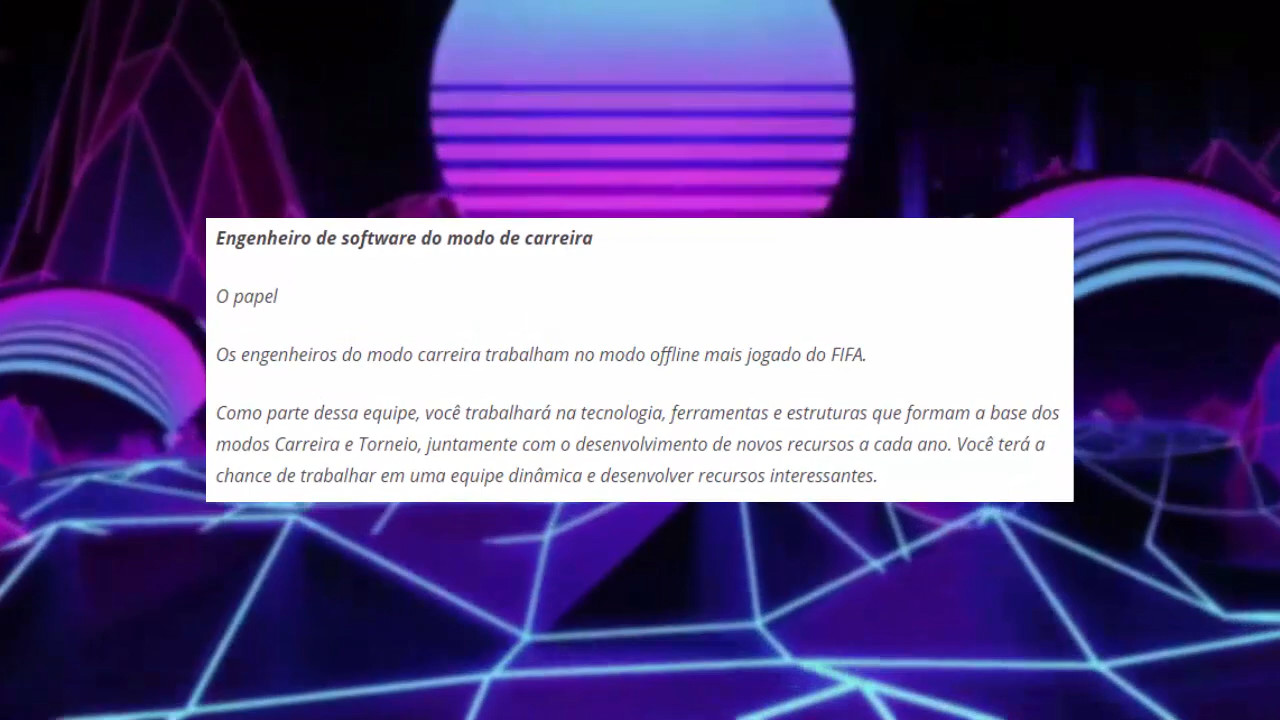 Engenheiro de software do modo de carreira
O papel
Os engenheiros do modo carreira trabalham no modo offline mais jogado do FIFA.
Como parte dessa equipe, você trabalhará na tecnologia, ferramentas e estruturas que formam a base dos
modos Carreira e Torneio, juntamente com o desenvolvimento de novos recursos a cada ano. Você terá a
chance de trabalhar em uma equipe dinâmica e desenvolver recursos interessantes.